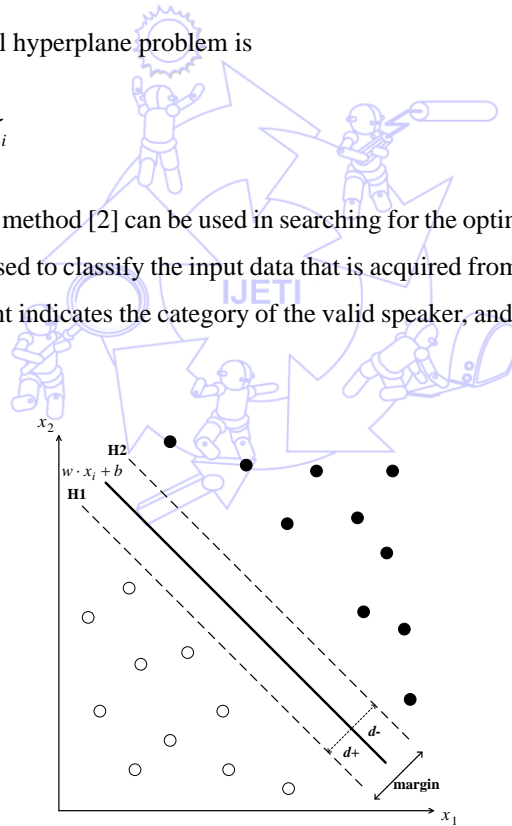 l hyperplane problem is
i
method [2] can be used in searching for the optin
sed to classify the input data that is acquired from
IJETI
nt indicates the category of the valid speaker, and
x2
H2
w · xi + b
H1
d-
d+
margin
x1